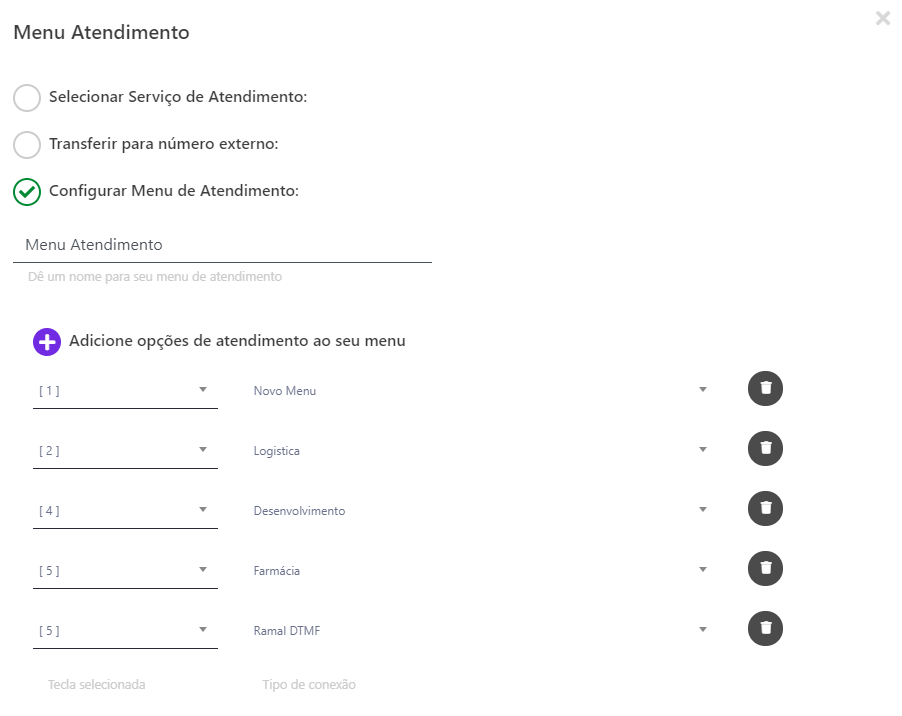 Menu Atendimento
Selecionar Serviço de Atendimento:
Transferir para número externo:
Configurar Menu de Atendimento:
Menu Atendimento
Dê um nome para seu menu de atendimento
Adicione opções de atendimento ao seu menu
[ 1 ] Novo Menu
[ 2 ] Logistica
[ 4 ] Desenvolvimento
[ 5 ] Farmácia
[ 5 ] Ramal DTMF
Tecla selecionada Tipo de conexão